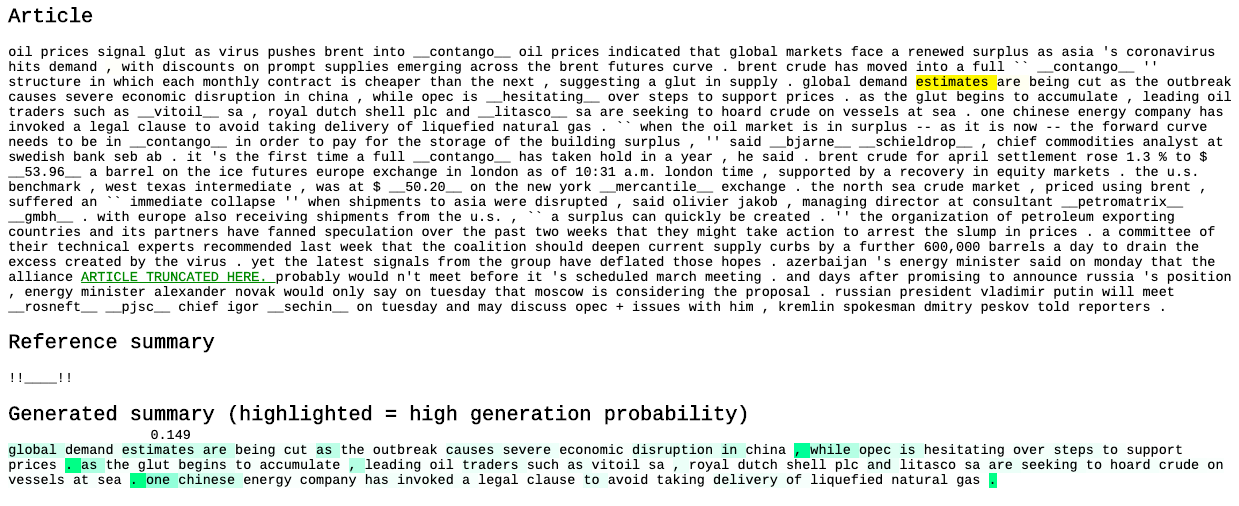 Article
oil prices signal glut as virus pushes brent into __contango__ oil prices indicated that global markets face a renewed surplus as asia 's coronavirus
hits demand , with discounts on prompt supplies emerging across the brent futures curve . brent crude has moved into a full `` __contango__ ''
structure in which each monthly contract is cheaper than the next , suggesting a glut in supply . global demand estimates are being cut as the outbreak
causes severe economic disruption in china , while opec is __hesitating__ over steps to support prices . as the glut begins to accumulate , leading oil
traders such as __vitoil__ sa , royal dutch shell plc and __litasco__ sa are seeking to hoard crude on vessels at sea . one chinese energy company has
invoked a legal clause to avoid taking delivery of liquefied natural gas . `` when the oil market is in surplus -- as it is now -- the forward curve
needs to be in __contango__ in order to pay for the storage of the building surplus , '' said __bjarne__ __schieldrop__ , chief commodities analyst at
swedish bank seb ab . it 's the first time a full __contango__ has taken hold in a year , he said . brent crude for april settlement rose 1.3 % to $
__53.96__ a barrel on the ice futures europe exchange in london as of 10:31 a.m. london time , supported by a recovery in equity markets . the u.s.
benchmark , west texas intermediate , was at $ __50.20__ on the new york __mercantile__ exchange . the north sea crude market , priced using brent ,
suffered an `` immediate collapse '' when shipments to asia were disrupted , said olivier jakob , managing director at consultant __petromatrix__
__gmbh__ . with europe also receiving shipments from the u.s. , `` a surplus can quickly be created . '' the organization of petroleum exporting
countries and its partners have fanned speculation over the past two weeks that they might take action to arrest the slump in prices . a committee of
their technical experts recommended last week that the coalition should deepen current supply curbs by a further 600,000 barrels a day to drain the
excess created by the virus . yet the latest signals from the group have deflated those hopes . azerbaijan 's energy minister said on monday that the
alliance ARTICLE TRUNCATED HERE. probably would n't meet before it 's scheduled march meeting . and days after promising to announce russia 's position
, energy minister alexander novak would only say on tuesday that moscow is considering the proposal . russian president vladimir putin will meet
__rosneft__ __pjsc__ chief igor __sechin__ on tuesday and may discuss opec + issues with him , kremlin spokesman dmitry peskov told reporters .
Reference summary
!!____!!
Generated summary (highlighted = high generation probability)
0.149
global demand estimates are being cut as the outbreak causes severe economic disruption in china , while opec is hesitating over steps to support
prices . as the glut begins to accumulate , leading oil traders such as vitoil sa , royal dutch shell plc and litasco sa are seeking to hoard crude on
vessels at sea . one chinese energy company has invoked a legal clause to avoid taking delivery of liquefied natural gas .